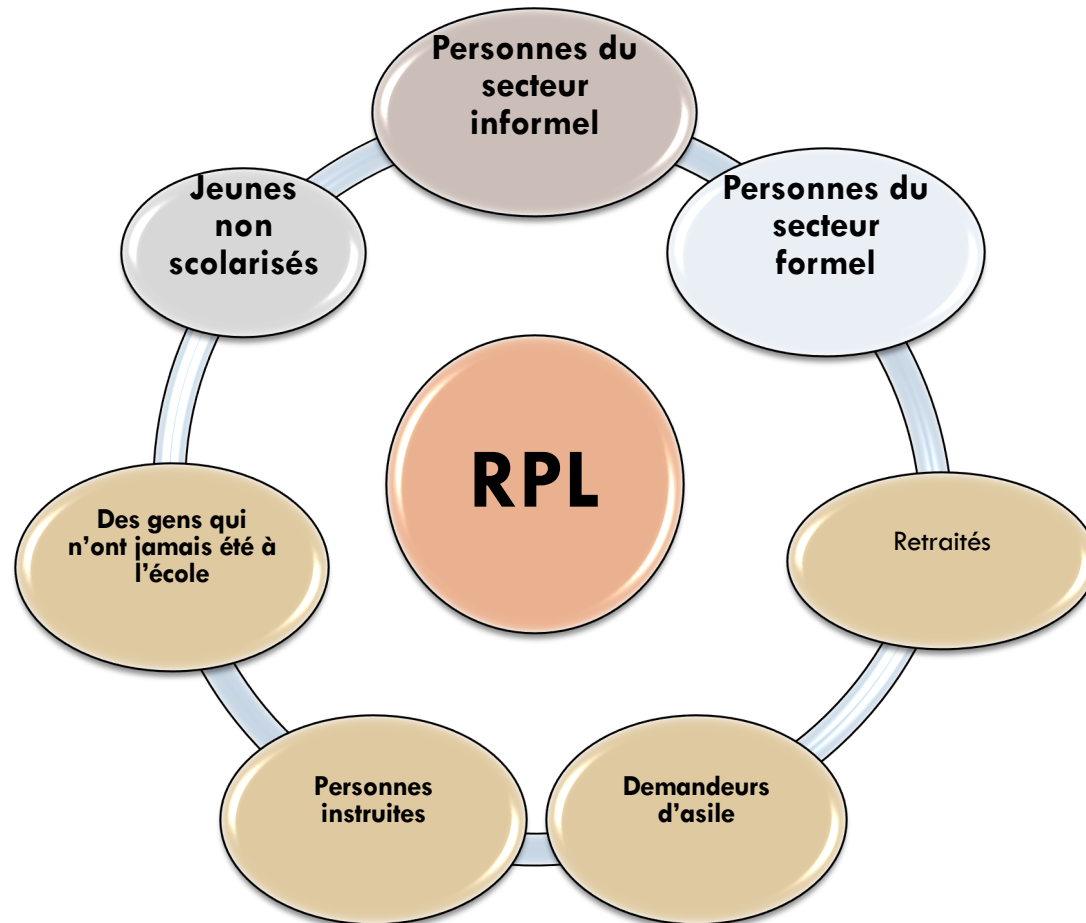 Personnes du
secteur
informel
Personnes du
secteur
formel
Retraités
Demandeurs
d’asile
Personnes
instruites
Des gens qui
n’ont jamais été à
l’école
Jeunes
non
scolarisés
RPL